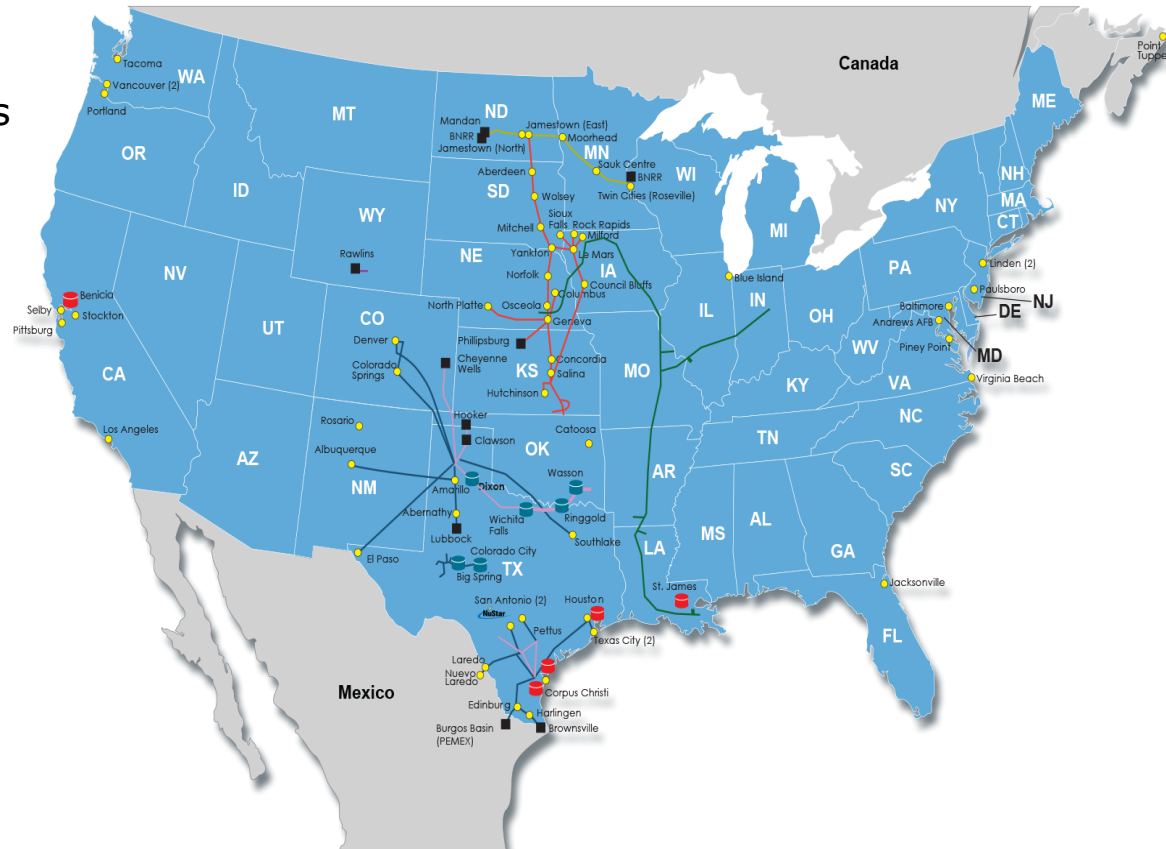 s
Canada
Point
Tuppe
Tacoma
WA
Vancouver (2)
Portland
MT
ND
ME
Mandan
BNRR
Jamestown (North)
Jamestown (East)
Moorhead
MN
OR
ID
Sauk Centre
BNRR
Twin Cities (Roseville)
WI
NH
MA
CT
NY
Aberdeen
SD
Wolsey
WY
Sioux
Falls
Rock Rapids
Milford
Mitchell
Yankton
Le Mars
MI
NV
Rawlins
NE
Norfolk
IA
Council Bluffs
Columbus
Osceola
Geneva
North Platte
PA
Linden (2)
Blue Island
IL
IN
OH
Paulsboro
NJ
DE
Baltimore
Andrews AFB
Piney Point
MD
Benicia
Selby
Stockton
Pittsburg
UT
CO
Denver
Colorado
Springs
Phillipsburg
Cheyenne
Wells
KS
Concordia
Salina
Hutchinson
MO
WV
VA
Virginia Beach
KY
CA
Los Angeles
Rosario
Albuquerque
AZ
NM
Hooker
Clawson
OK
Catoosa
NC
TN
AR
SC
Wasson
Amarillo
Dixon
Abernathy
Lubbock
Wichita
Falls
Ringgold
Southlake
El Paso
MS
AL
GA
LA
Colorado City
Big Spring
TX
St. James
Jacksonville
San Antonio (2)
NuStar
Houston
Pettus
Texas City (2)
FL
Laredo
Nuevo
Laredo
Mexico
Corpus Christi
Edinburg
Harlingen
Burgos Basin
(PEMEX)
Brownsville